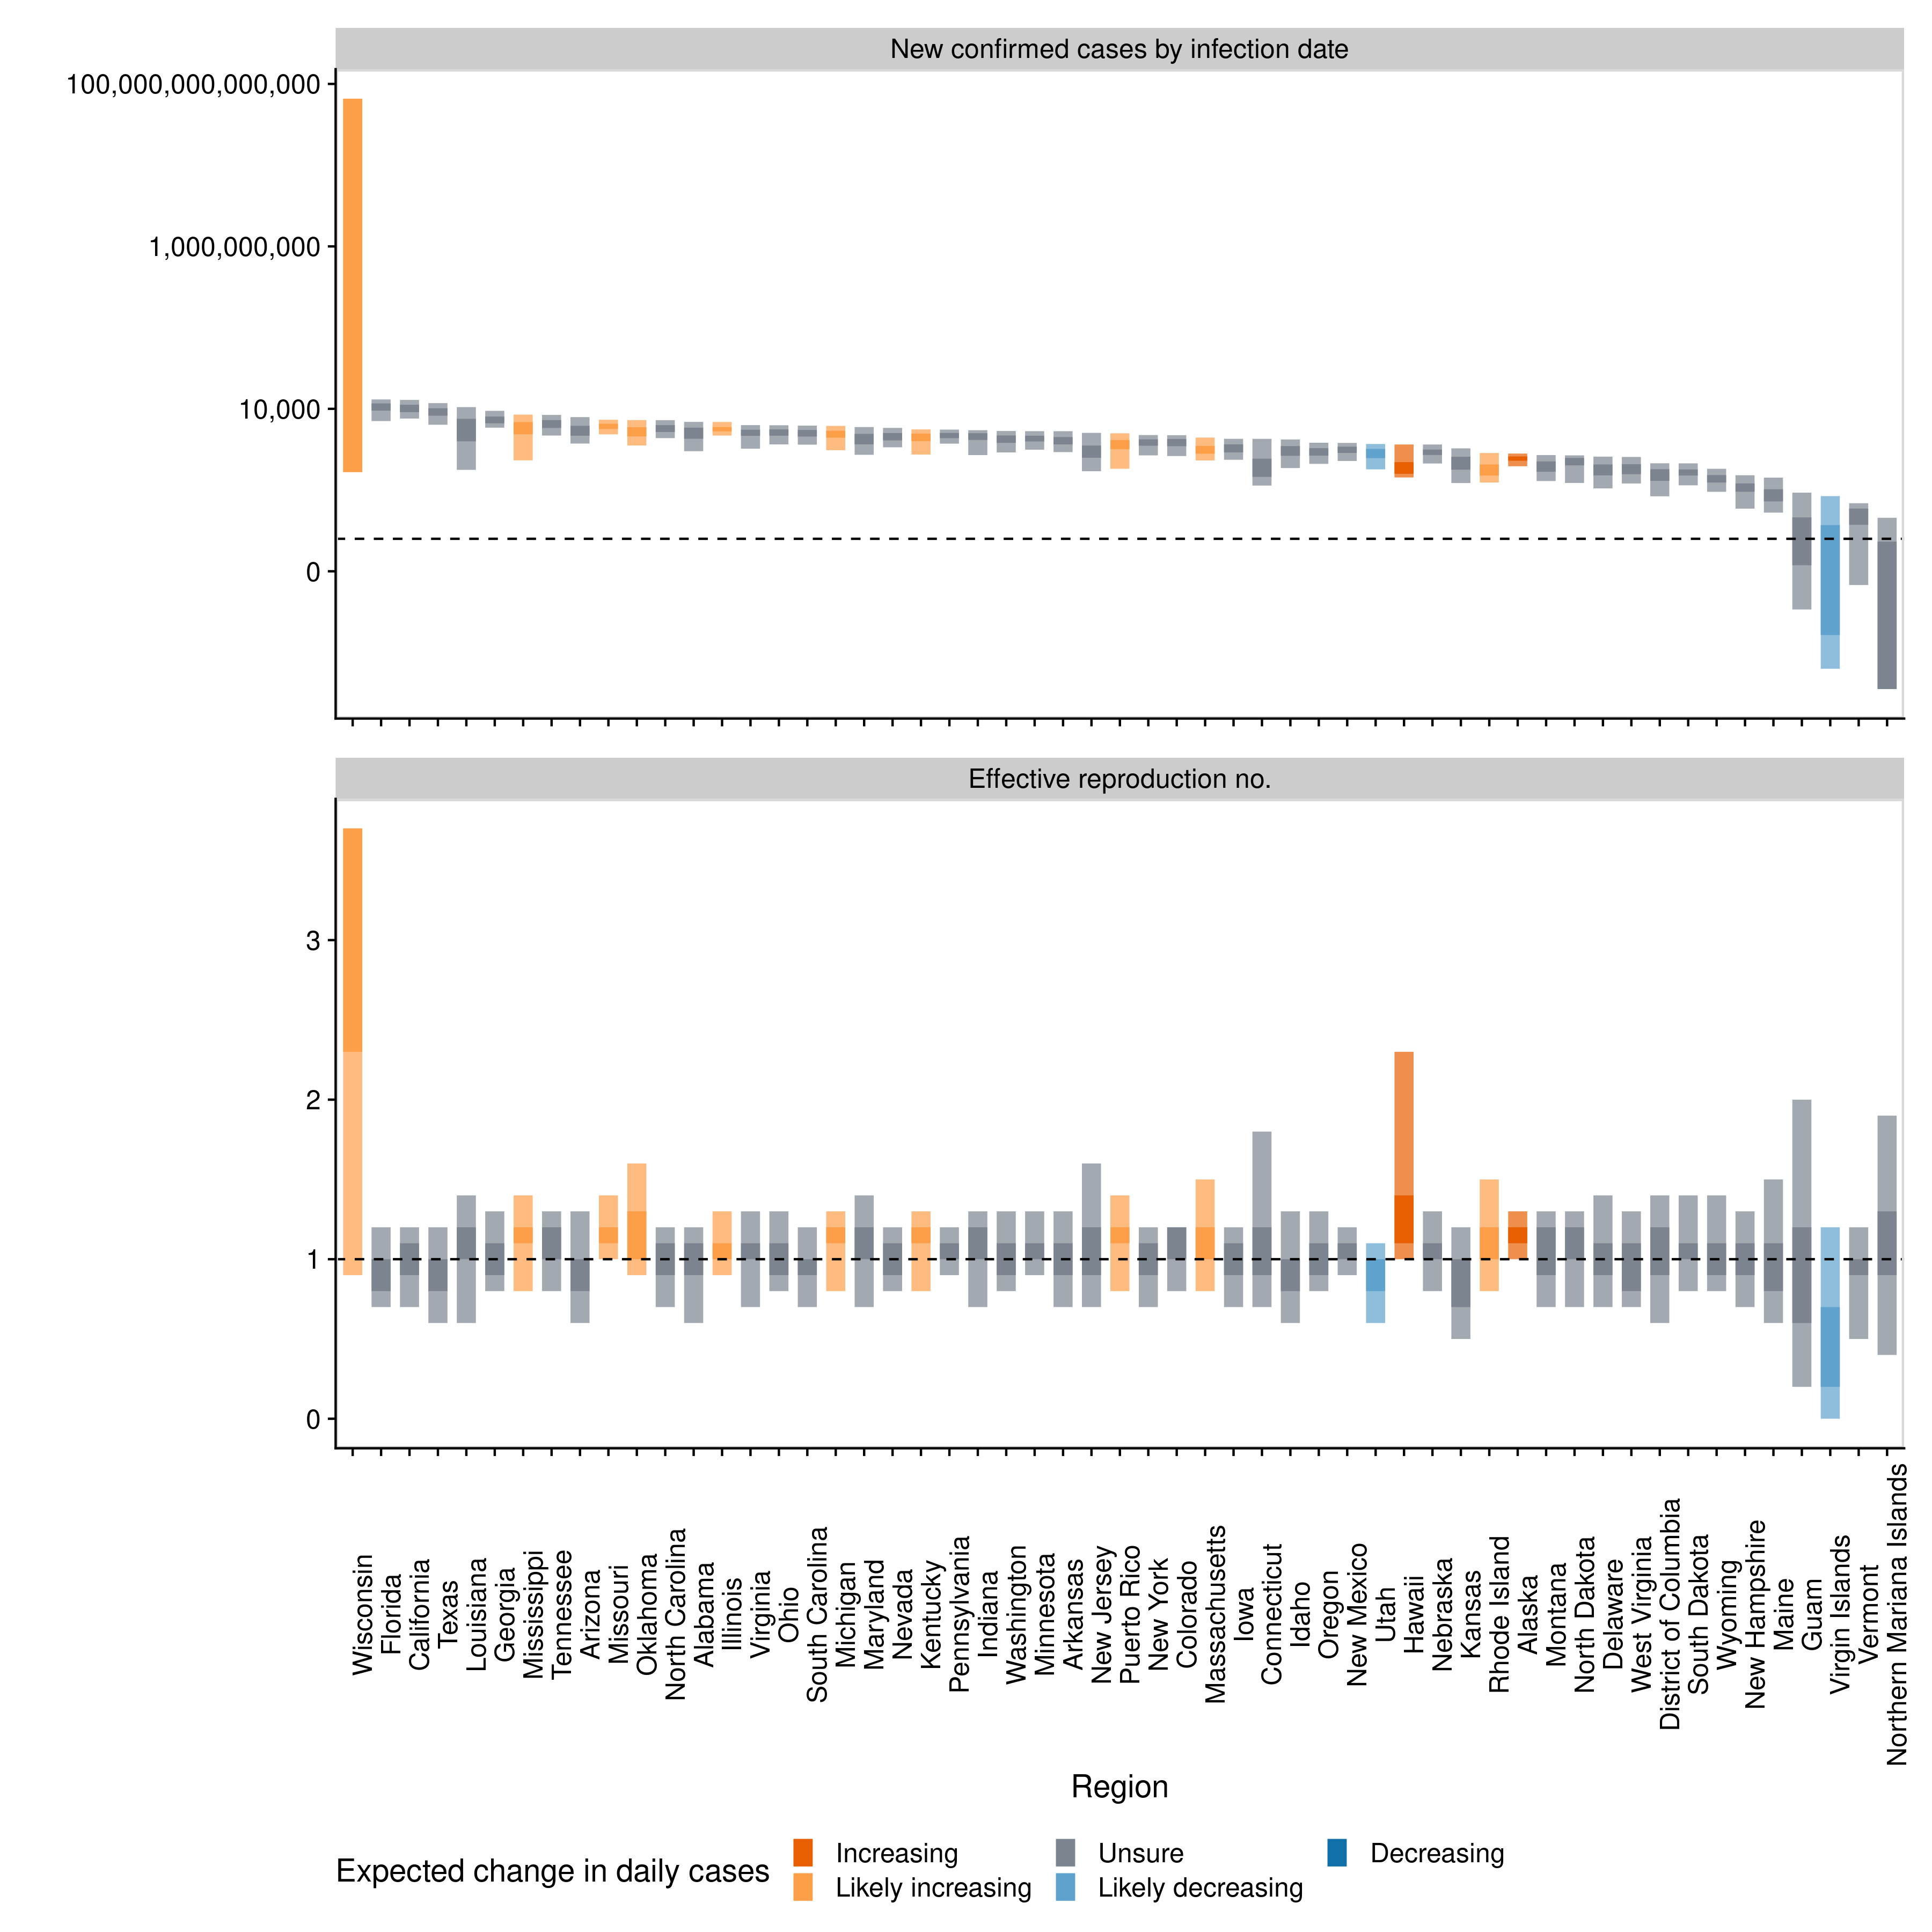 New confirmed cases by infection date
100,000,000,000,000
1,000,000,000
10,000
0
Effective reproduction no.
3
2
1
0
Wisconsin
Florida
California
Texas
Louisiana
Georgia
Mississippi
Tennessee
Arizona
Missouri
Oklahoma
North Carolina
Alabama
Illinois
Virginia
Ohio
South Carolina
Michigan
Maryland
Nevada
Kentucky
Pennsylvania
Indiana
Washington
Minnesota
Arkansas
New Jersey
Puerto Rico
New York
Colorado
Massachusetts
Iowa
Connecticut
Idaho
Oregon
New Mexico
Utah
Hawaii
Nebraska
Kansas
Rhode Island
Alaska
Montana
North Dakota
Delaware
West Virginia
District of Columbia
South Dakota
Wyoming
New Hampshire
Maine
Guam
Virgin Islands
Vermont
Northern Mariana Islands
Region
Expected change in daily cases
Increasing
Likely increasing
Unsure
Likely decreasing
Decreasing